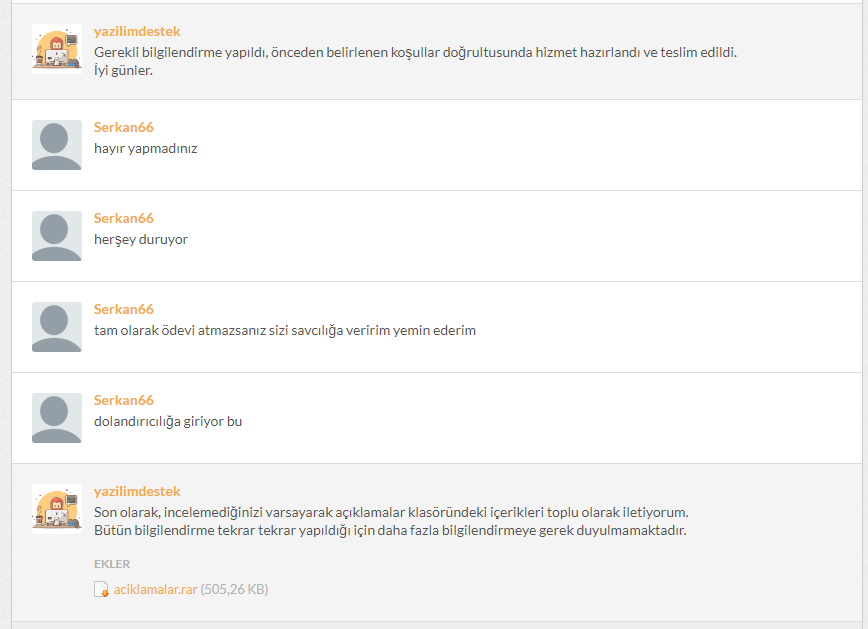 yazilimdestek
Gerekli bilgilendirme yapıldı, önceden belirlenen koşullar doğrultusunda hizmet hazırlandı ve teslim edildi.
İyi günler.
Serkan66
hayır yapmadınız
Serkan66
herşey duruyor
Serkan66
tam olarak ödevi atmazsanız sizi savcılığa veririm yemin ederim
Serkan66
dolandırıcılığa giriyor bu
yazilimdestek
Son olarak, incelemediğinizi varsayarak açıklamalar klasöründeki içerikleri toplu olarak iletiyorum.
Bütün bilgilendirme tekrar tekrar yapıldığı için daha fazla bilgilendirmeye gerek duyulmamaktadır.
EKLER
aciklamalar.rar (505,26 KB)